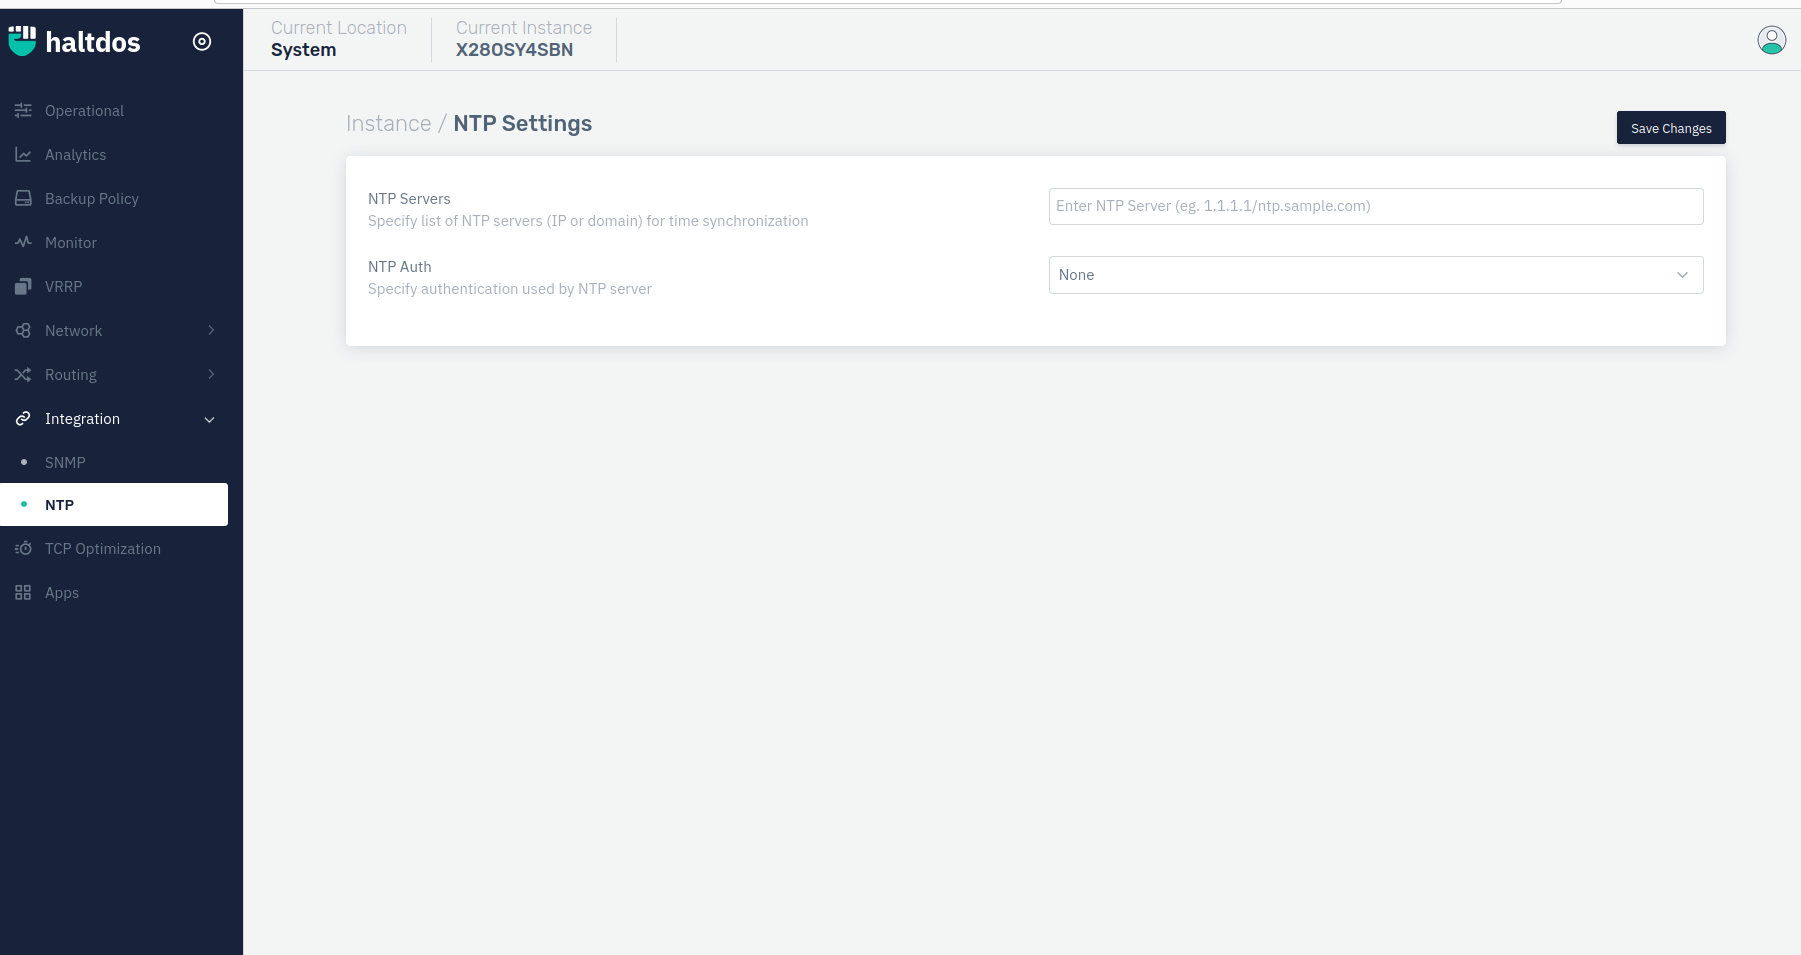 haltdos
Current Location
System
Current Instance
X280SY4SBN
Operational
Analytics
Backup Policy
Monitor
VRRP
Network
Routing
Integration
SNMP
NTP
TCP Optimization
Apps
Instance / NTP Settings
Save Changes
NTP Servers
Specify list of NTP servers (IP or domain) for time synchronization
Enter NTP Server (eg. 1.1.1.1/ntp.sample.com)
NTP Auth
Specify authentication used by NTP server
None